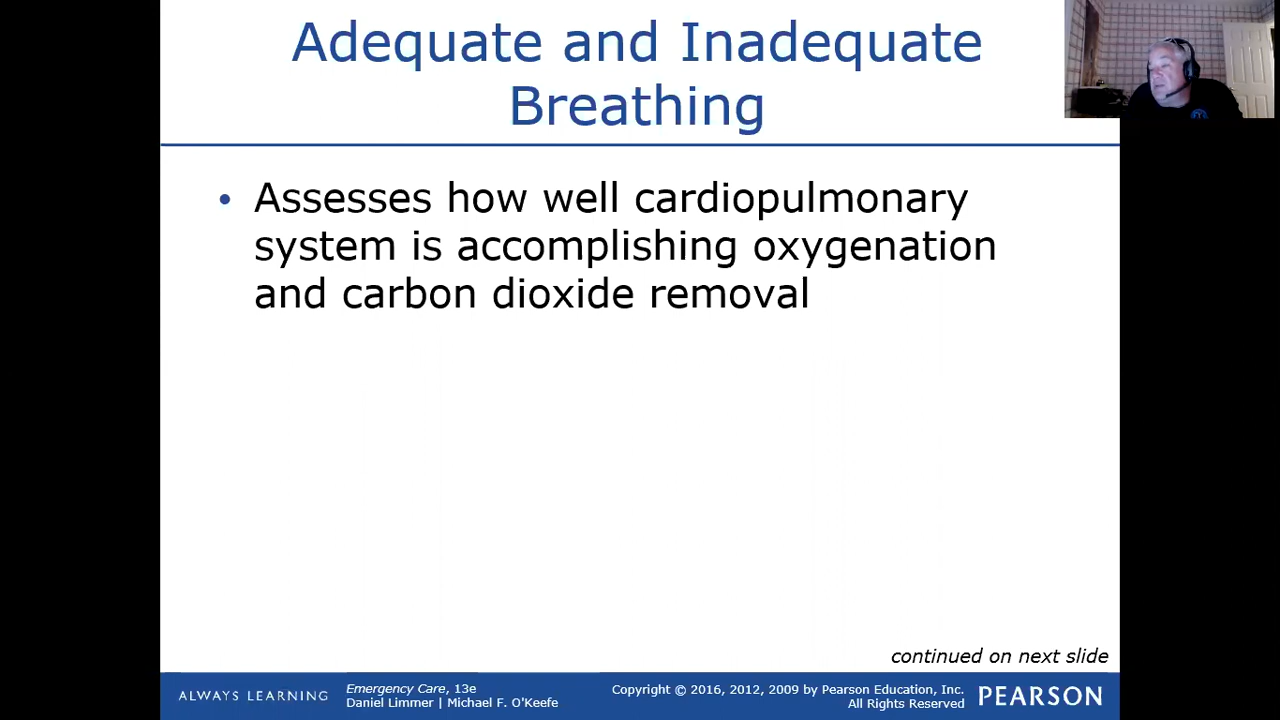 Adequate and Inadequate
Breathing
• Assesses how well cardiopulmonary
system is accomplishing oxygenation
and carbon dioxide removal
continued on next slide
ALWAYS LEARNING
Emergency Care, 13e
Daniel Limmer | Michael F. O'Keefe
Copyright © 2016, 2012, 2009 by Pearson Education, Inc.
All Rights Reserved
PEARSON